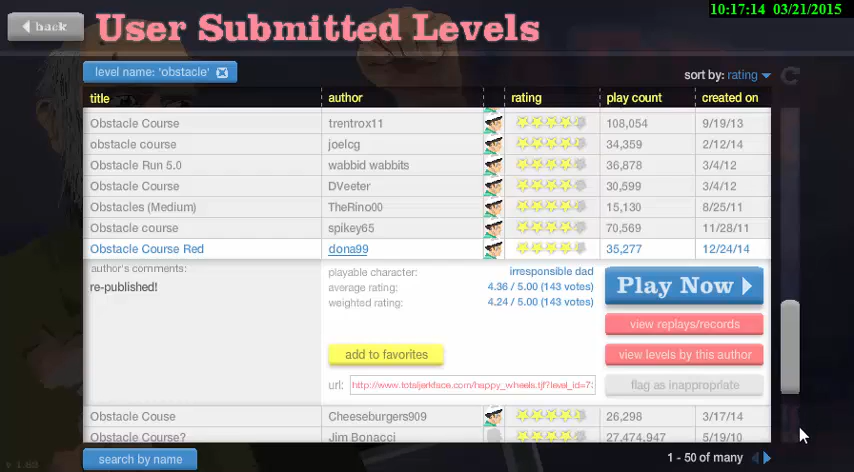 10:17:14 03/21/2015
back
User Submitted Levels
level name: 'obstacle'
sort by: rating
title author rating play count created on
Obstacle Course trentrox11 108,054 9/19/13
obstacle course joelcg 34,359 2/12/14
Obstacle Run 5.0 wabbid wabbits 36,878 3/4/12
Obstacle Course DVeeter 30,599 3/4/12
Obstacles (Medium) TheRino00 15,130 8/25/11
Obstacle course spikey65 70,569 11/28/11
Obstacle Course Red dona99 35,277 12/24/14
author's comments:
re-published!
playable character: irresponsible dad
average rating: 4.36 / 5.00 (143 votes)
weighted rating: 4.24 / 5.00 (143 votes)
Play Now
view replays/records
add to favorites
view levels by this author
url: http://www.totaljerkface.com/happy_wheels.tjf?level_id=7
flag as inappropriate
Obstacle Couse Cheeseburgers909 26,298 3/17/14
Obstacle Course? Jim Bonacci 27,474,947 5/19/10
search by name
1 - 50 of many